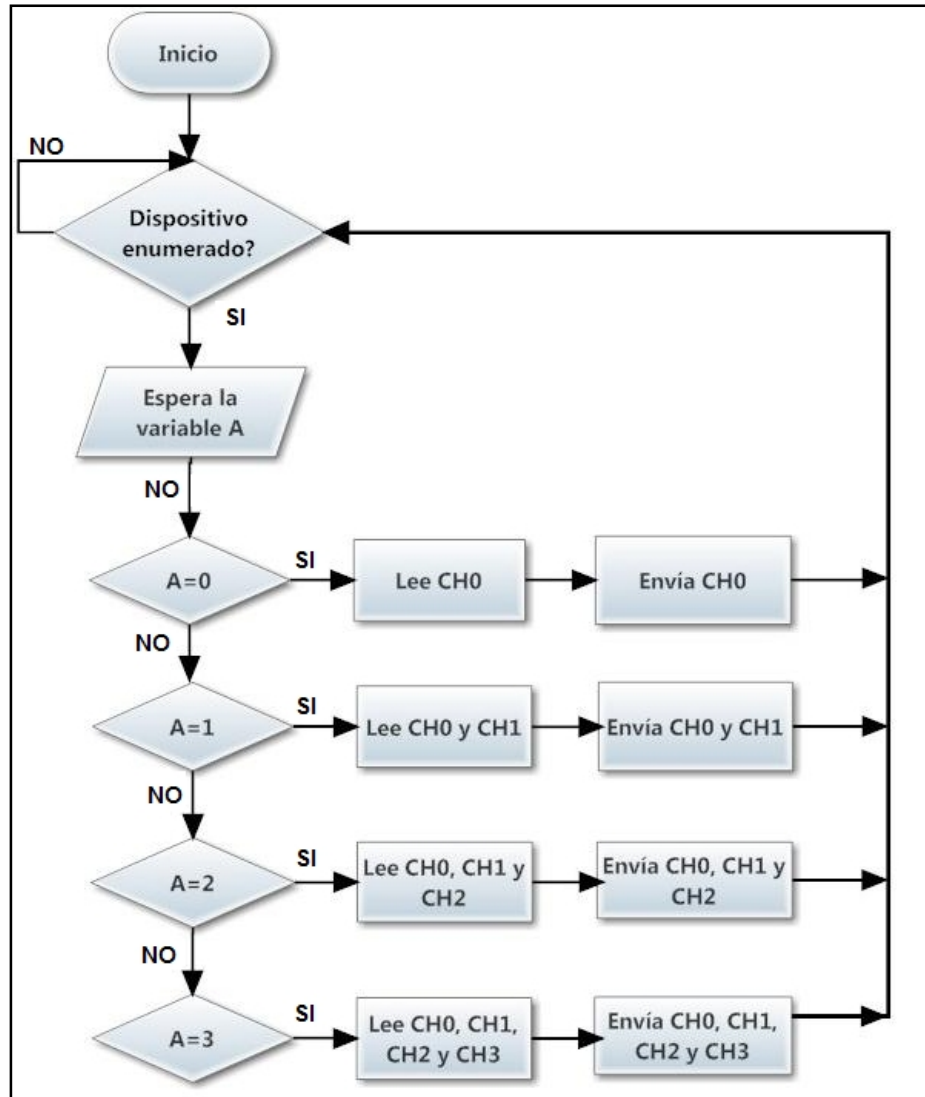 Inicio
NO
Dispositivo
enumerado?
SI
Espera la
variable A
NO
A=0
SI
Lee CH0
Envía CH0
NO
A=1
SI
Lee CH0 y CH1
Envía CH0 y CH1
NO
A=2
SI
Lee CH0, CH1 y
CH2
Envía CH0, CH1 y
CH2
NO
A=3
SI
Lee CH0, CH1,
CH2 y CH3
Envía CH0, CH1,
CH2 y CH3